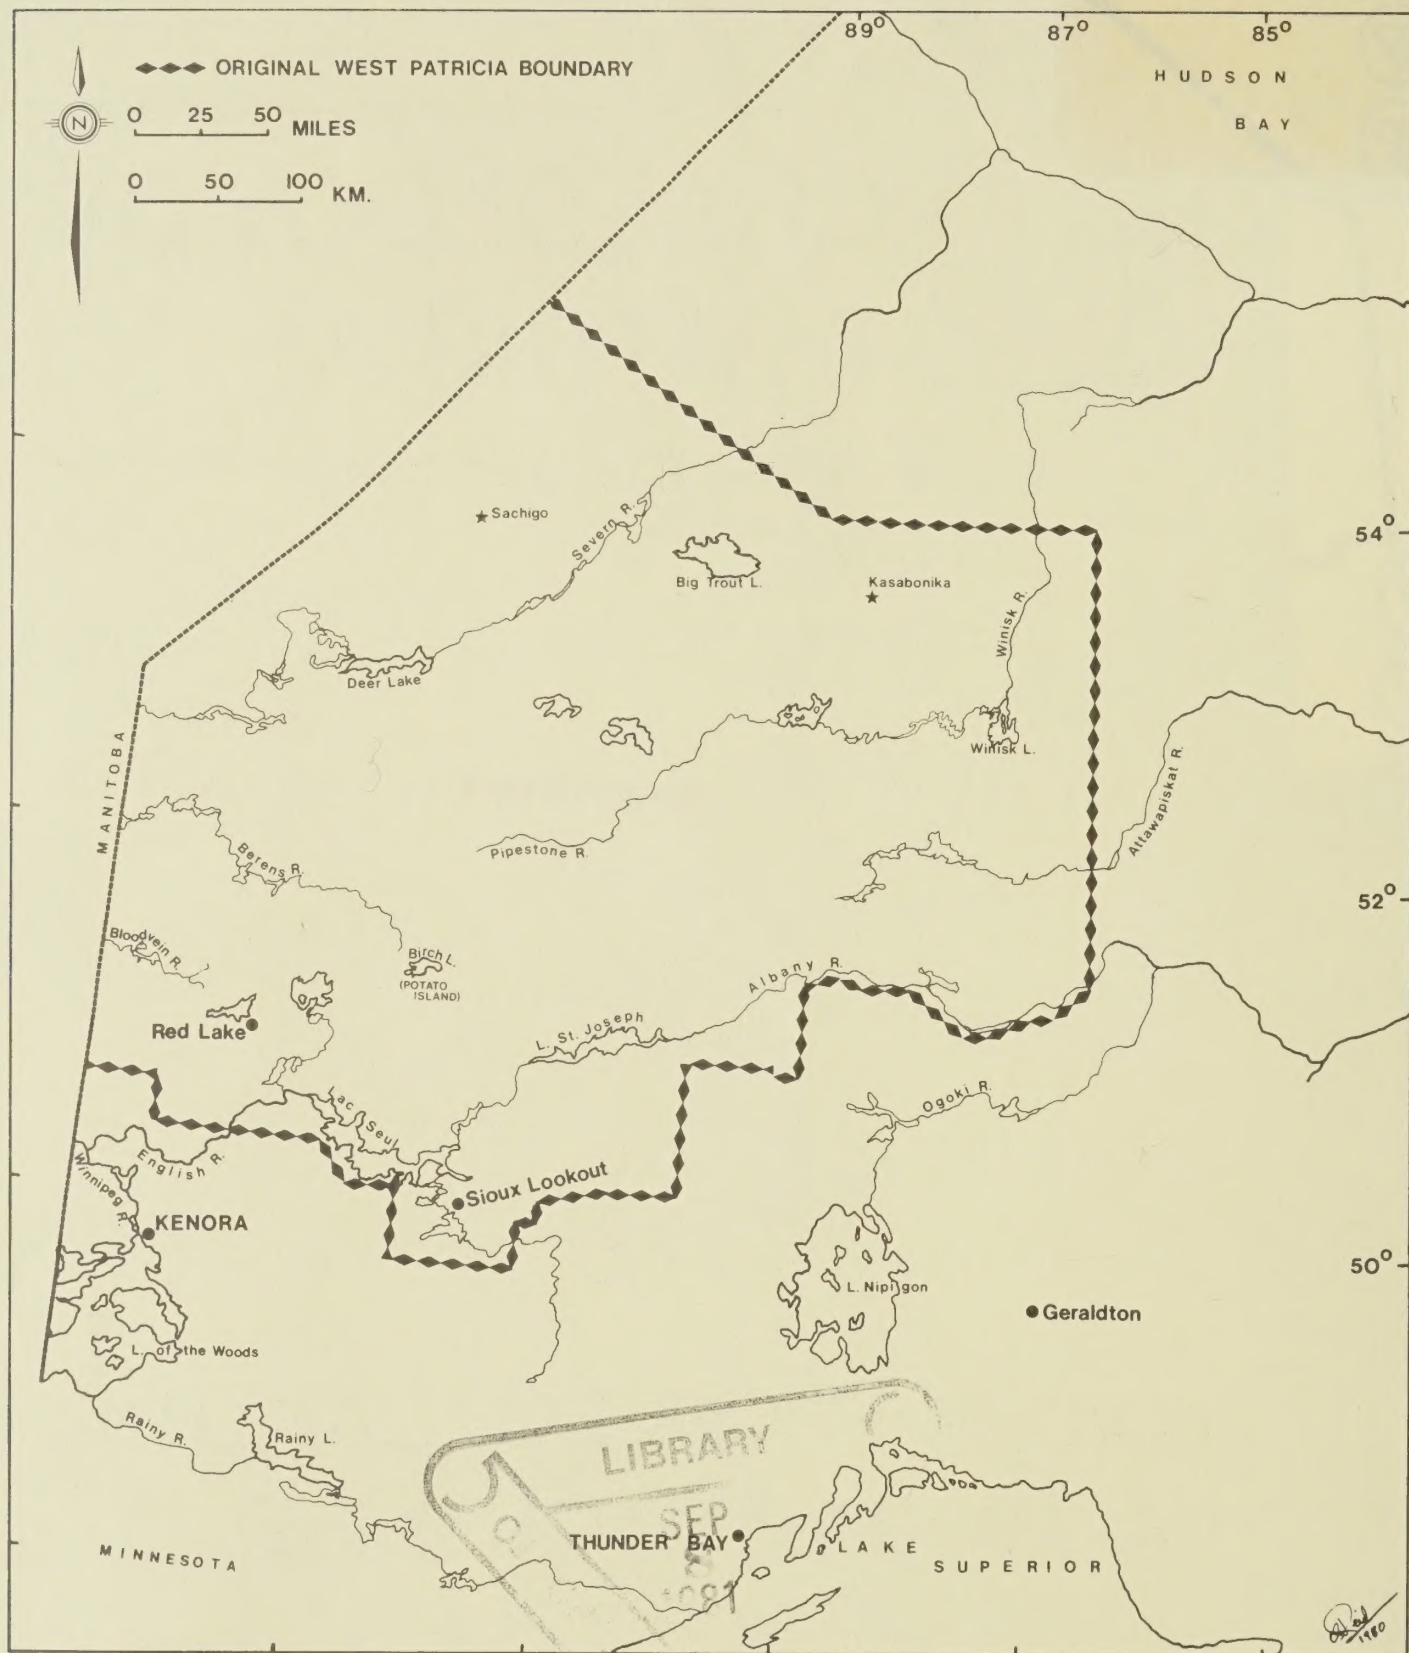 89° 87° 85°
ORIGINAL WEST PATRICIA BOUNDARY
HUDSON
BAY
N
0 25 50 MILES
0 50 100 KM.
Sachigo
Severn R.
54°
Big Trout L.
Kasabonika
Winisk R.
Deer Lake
MANITOBA
Winisk L.
Attawapiskat R.
Pipestone R.
Berens R.
52°
Bloodvein R.
Birch L.
(POTATO
ISLAND)
Albany R.
L. St. Joseph
Red Lake
Lac Seul
Ogoki R.
English R.
Winnipeg R.
Sioux Lookout
KENORA
50°
L. Nipigon
Geraldton
L. of the Woods
Rainy R.
Rainy L.
LIBRARY
SEP
8
1981
THUNDER BAY
LAKE
SUPERIOR
MINNESOTA
1980